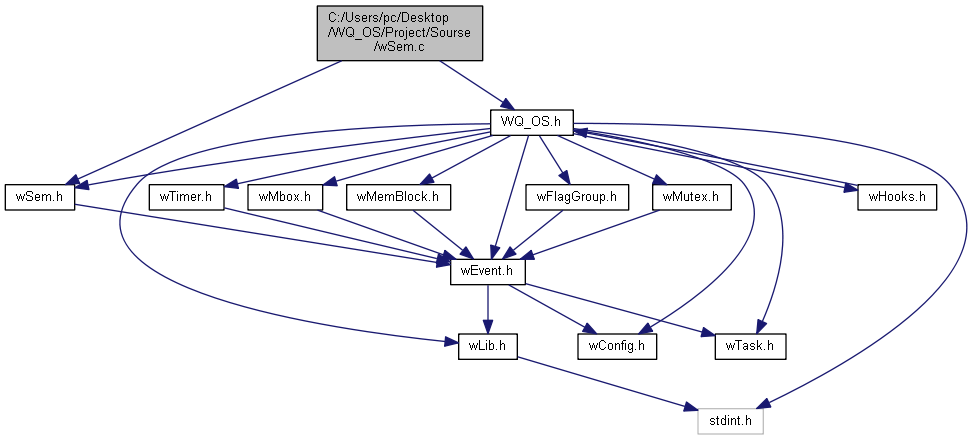 C:/Users/pc/Desktop
/WQ_OS/Project/Sourse
/wSem.c
WQ_OS.h
wSem.h
wTimer.h
wMbox.h
wMemBlock.h
wFlagGroup.h
wMutex.h
wHooks.h
wEvent.h
wLib.h
wConfig.h
wTask.h
stdint.h